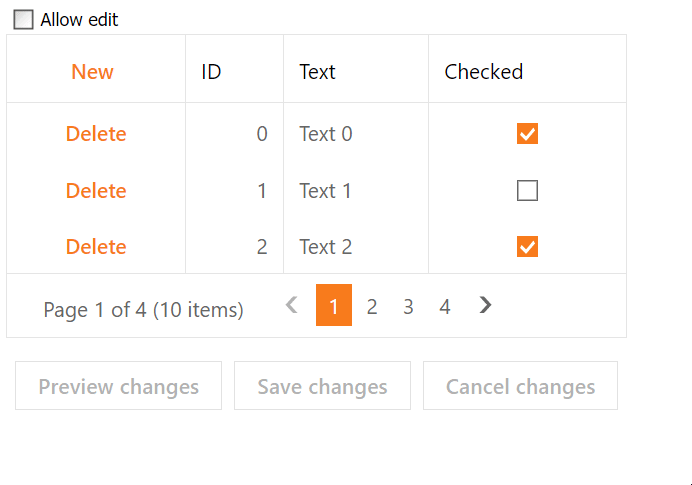 Allow edit
New ID Text Checked
Delete 0 Text 0
Delete 1 Text 1
Delete 2 Text 2
Page 1 of 4 (10 items) 1 2 3 4
Preview changes Save changes Cancel changes